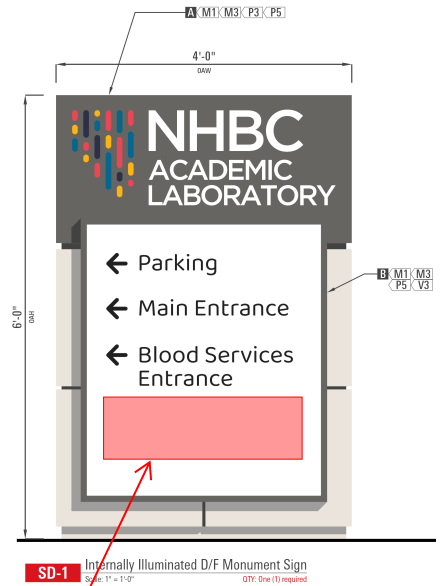 A M1 M3 P3 P5
4'-0"
OAW
NHBC
ACADEMIC
LABORATORY
← Parking
← Main Entrance
← Blood Services
Entrance
B M1 M3
P5 V3
6'-0"
OAH
SD-1 Internally Illuminated D/F Monument Sign
Scale: 1" = 1'-0" QTY: One (1) required